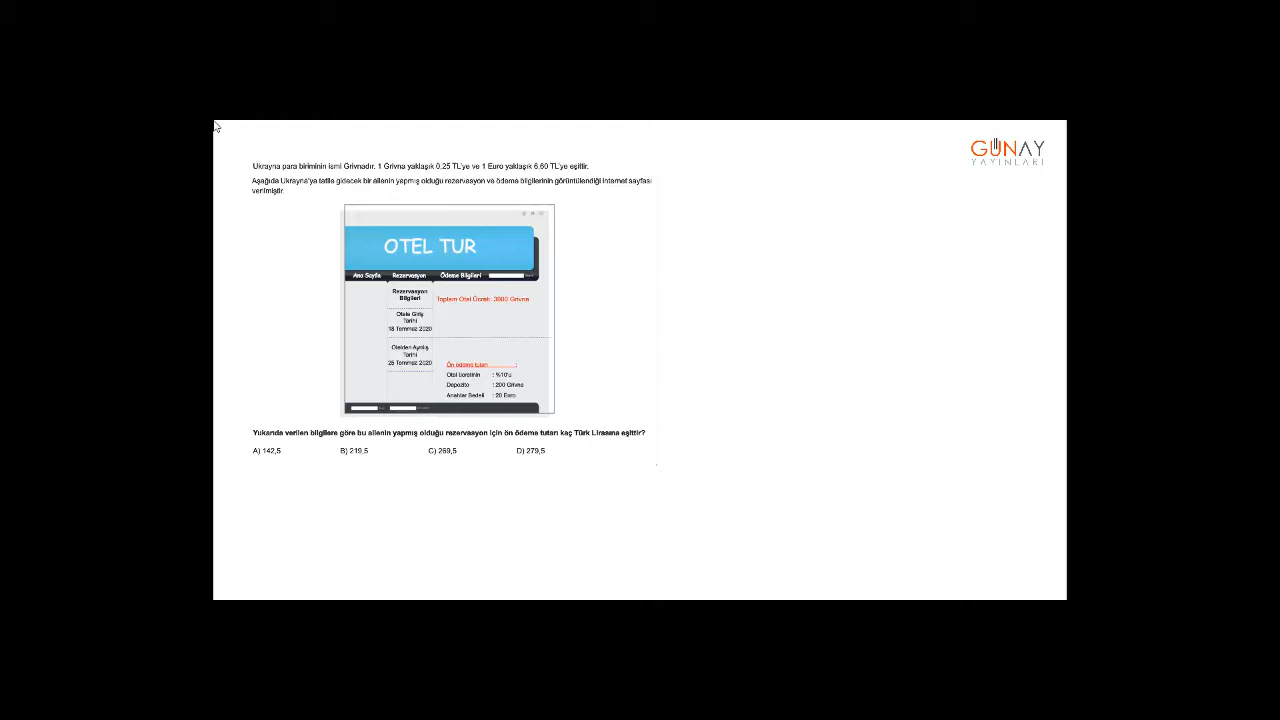 GÜNAY
YAYINLARI
Ukrayna para biriminin ismi Grivnadır. 1 Grivna yaklaşık 0,25 TL'ye ve 1 Euro yaklaşık 6,60 TL'ye eşittir.
Aşağıda Ukrayna'ya tatile gidecek bir ailenin yapmış olduğu rezervasyon ve ödeme bilgilerinin görüntülendiği internet sayfası
verilmiştir.
OTEL TUR
Ana Sayfa Rezervasyon Ödeme Bilgileri
Rezervasyon
Bilgileri
Toplam Otel Ücreti: 3900 Grivna
Otele Giriş
Tarihi
18 Temmuz 2020
Otelden Ayrılış
Tarihi
25 Temmuz 2020
Ön ödeme tutarı :
Otel ücretinin : %10'u
Depozito : 200 Grivna
Anahtar Bedeli : 20 Euro
Yukarıda verilen bilgilere göre bu ailenin yapmış olduğu rezervasyon için ön ödeme tutarı kaç Türk Lirasına eşittir?
A) 142,5 B) 219,5 C) 269,5 D) 279,5